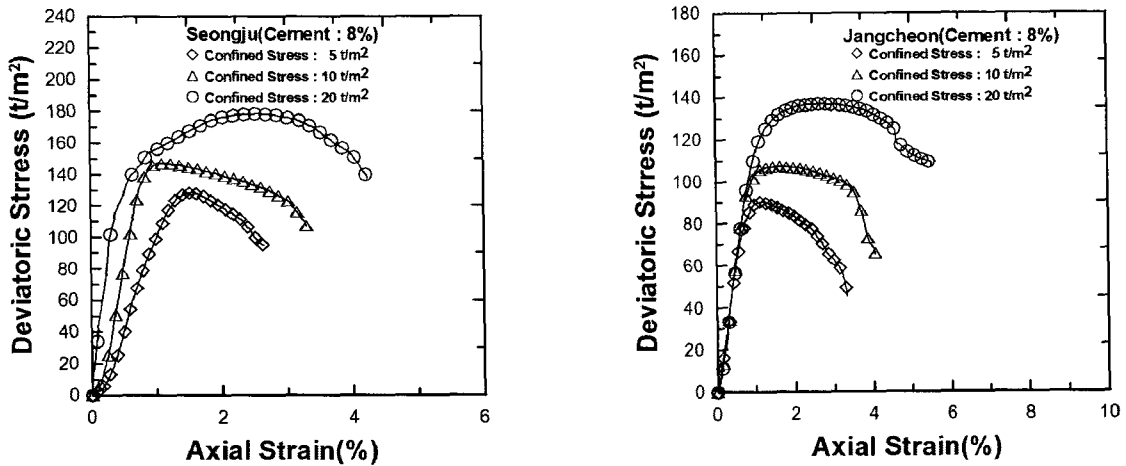 Deviatoric Strress (t/m²)
240
220
200
180
160
140
120
100
80
60
40
20
0
Seongju(Cement : 8%)
Confined Stress : 5 t/m²
Confined Stress : 10 t/m²
Confined Stress : 20 t/m²
0 2 4 6
Axial Strain(%)
Deviatoric Stress (t/m²)
180
160
140
120
100
80
60
40
20
0
Jangcheon(Cement : 8%)
Confined Stress : 5 t/m²
Confined Stress : 10 t/m²
Confined Stress : 20 t/m²
0 2 4 6 8 10
Axial Strain(%)